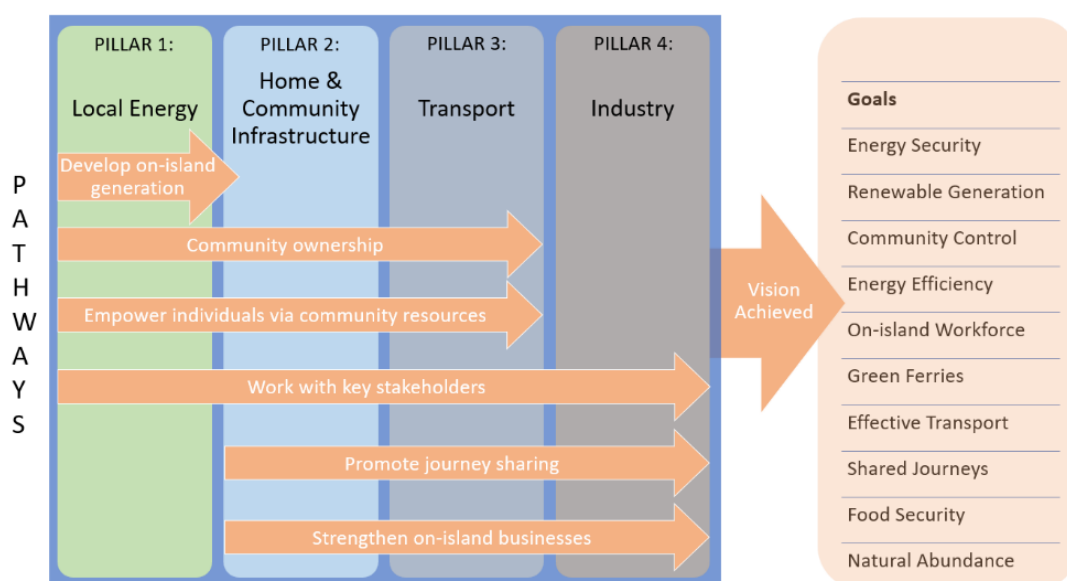 PATHWAYS
PILLAR 1:
Local Energy
PILLAR 2:
Home &
Community
Infrastructure
PILLAR 3:
Transport
PILLAR 4:
Industry
Develop on-island
generation
Community ownership
Empower individuals via community resources
Work with key stakeholders
Promote journey sharing
Strengthen on-island businesses
Vision
Achieved
Goals
Energy Security
Renewable Generation
Community Control
Energy Efficiency
On-island Workforce
Green Ferries
Effective Transport
Shared Journeys
Food Security
Natural Abundance